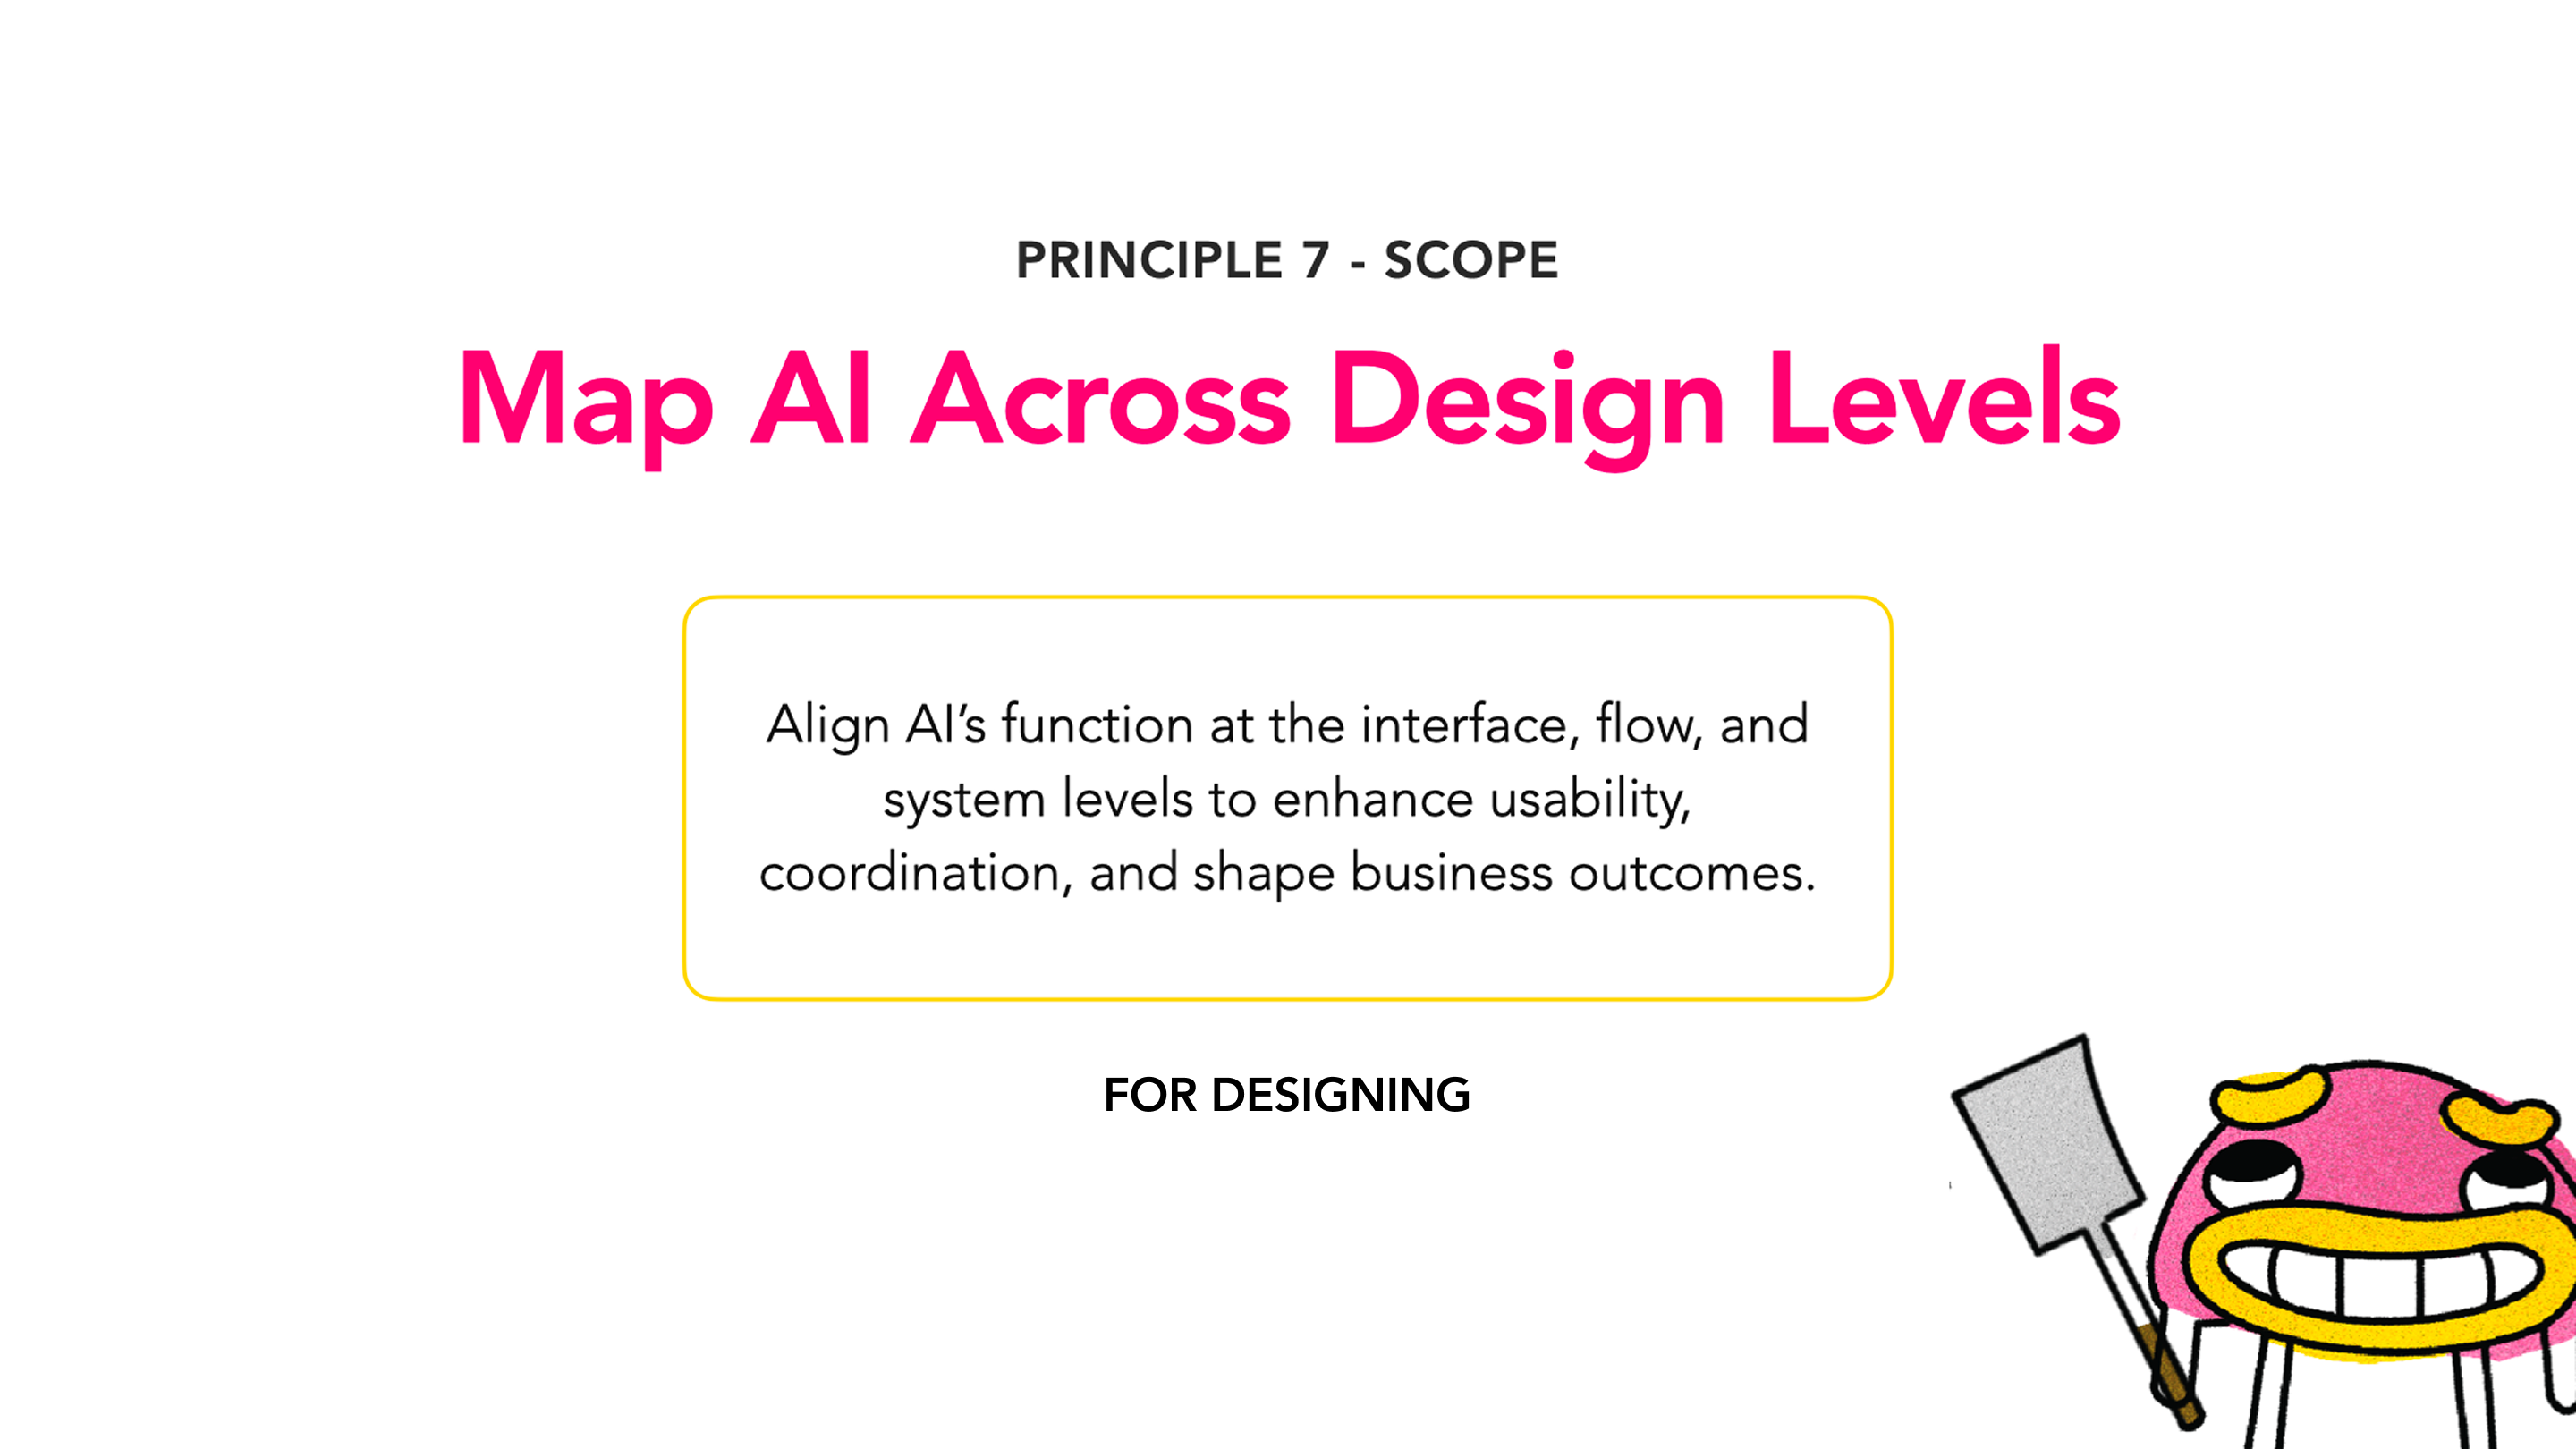 PRINCIPLE 7 - SCOPE
Map AI Across Design Levels
Align AI’s function at the interface, flow, and
system levels to enhance usability,
coordination, and shape business outcomes.
FOR DESIGNING